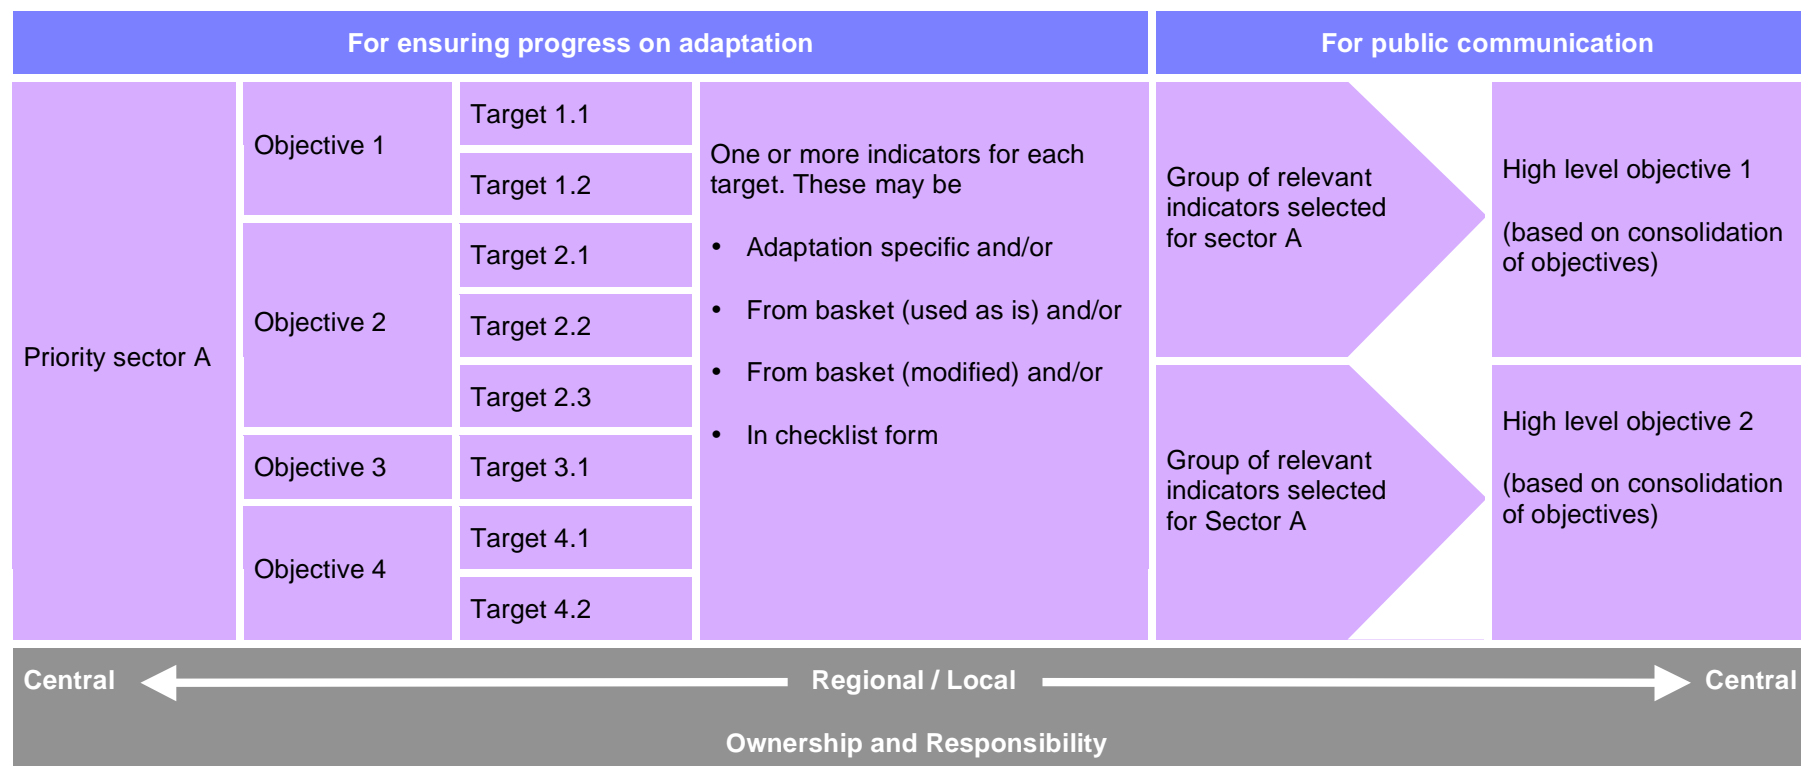 For ensuring progress on adaptation
For public communication
Priority sector A
Objective 1
Target 1.1
Target 1.2
Objective 2
Target 2.1
Target 2.2
Target 2.3
Objective 3
Target 3.1
Objective 4
Target 4.1
Target 4.2
One or more indicators for each
target. These may be
• Adaptation specific and/or
• From basket (used as is) and/or
• From basket (modified) and/or
• In checklist form
Group of relevant
indicators selected
for sector A
High level objective 1
(based on consolidation
of objectives)
Group of relevant
indicators selected
for Sector A
High level objective 2
(based on consolidation
of objectives)
Central
Regional / Local
Central
Ownership and Responsibility